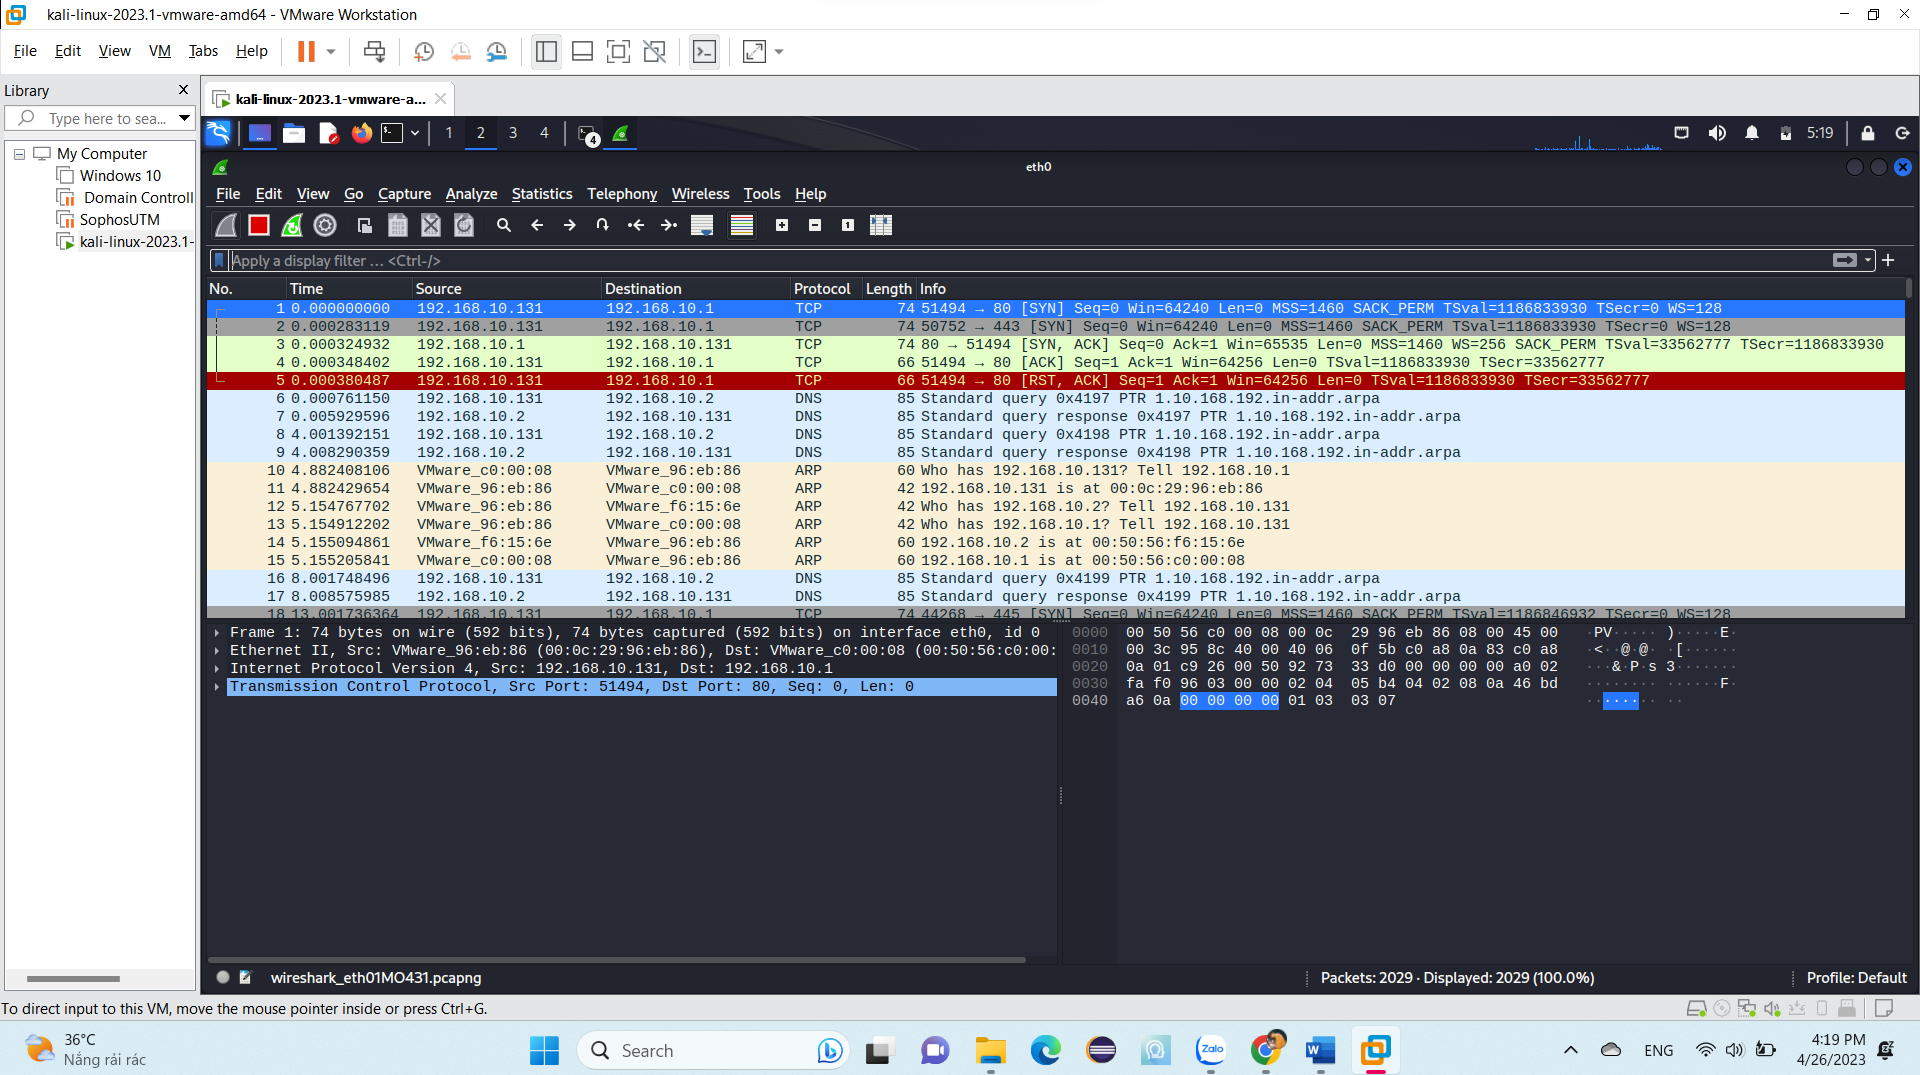 kali-linux-2023.1-vmware-amd64 - VMware Workstation
File Edit View VM Tabs Help
Library
Type here to sea...
My Computer
Windows 10
Domain Controll
SophosUTM
kali-linux-2023.1-
kali-linux-2023.1-vmware-a...
1 2 3 4 4 5:19
eth0
File Edit View Go Capture Analyze Statistics Telephony Wireless Tools Help
Apply a display filter ... <Ctrl-/>
No. Time Source Destination Protocol Length Info
1 0.000000000 192.168.10.131 192.168.10.1 TCP 74 51494 → 80 [SYN] Seq=0 Win=64240 Len=0 MSS=1460 SACK_PERM TSval=1186833930 TSecr=0 WS=128
2 0.000283119 192.168.10.131 192.168.10.1 TCP 74 50752 → 443 [SYN] Seq=0 Win=64240 Len=0 MSS=1460 SACK_PERM TSval=1186833930 TSecr=0 WS=128
3 0.000324932 192.168.10.1 192.168.10.131 TCP 74 80 → 51494 [SYN, ACK] Seq=0 Ack=1 Win=65535 Len=0 MSS=1460 WS=256 SACK_PERM TSval=33562777 TSecr=1186833930
4 0.000348402 192.168.10.131 192.168.10.1 TCP 66 51494 → 80 [ACK] Seq=1 Ack=1 Win=64256 Len=0 TSval=1186833930 TSecr=33562777
5 0.000380487 192.168.10.131 192.168.10.1 TCP 66 51494 → 80 [RST, ACK] Seq=1 Ack=1 Win=64256 Len=0 TSval=1186833930 TSecr=33562777
6 0.000761150 192.168.10.131 192.168.10.2 DNS 85 Standard query 0x4197 PTR 1.10.168.192.in-addr.arpa
7 0.005929596 192.168.10.2 192.168.10.131 DNS 85 Standard query response 0x4197 PTR 1.10.168.192.in-addr.arpa
8 4.001392151 192.168.10.131 192.168.10.2 DNS 85 Standard query 0x4198 PTR 1.10.168.192.in-addr.arpa
9 4.008290359 192.168.10.2 192.168.10.131 DNS 85 Standard query response 0x4198 PTR 1.10.168.192.in-addr.arpa
10 4.882408106 VMware_c0:00:08 VMware_96:eb:86 ARP 60 Who has 192.168.10.131? Tell 192.168.10.1
11 4.882429654 VMware_96:eb:86 VMware_c0:00:08 ARP 42 192.168.10.131 is at 00:0c:29:96:eb:86
12 5.154767702 VMware_96:eb:86 VMware_f6:15:6e ARP 42 Who has 192.168.10.2? Tell 192.168.10.131
13 5.154912202 VMware_96:eb:86 VMware_c0:00:08 ARP 42 Who has 192.168.10.1? Tell 192.168.10.131
14 5.155094861 VMware_f6:15:6e VMware_96:eb:86 ARP 60 192.168.10.2 is at 00:50:56:f6:15:6e
15 5.155205841 VMware_c0:00:08 VMware_96:eb:86 ARP 60 192.168.10.1 is at 00:50:56:c0:00:08
16 8.001748496 192.168.10.131 192.168.10.2 DNS 85 Standard query 0x4199 PTR 1.10.168.192.in-addr.arpa
17 8.008575985 192.168.10.2 192.168.10.131 DNS 85 Standard query response 0x4199 PTR 1.10.168.192.in-addr.arpa
18 13.001736364 192.168.10.131 192.168.10.1 TCP 74 44268 → 445 [SYN] Seq=0 Win=64240 Len=0 MSS=1460 SACK_PERM TSval=1186846932 TSecr=0 WS=128
Frame 1: 74 bytes on wire (592 bits), 74 bytes captured (592 bits) on interface eth0, id 0
Ethernet II, Src: VMware_96:eb:86 (00:0c:29:96:eb:86), Dst: VMware_c0:00:08 (00:50:56:c0:00:
Internet Protocol Version 4, Src: 192.168.10.131, Dst: 192.168.10.1
Transmission Control Protocol, Src Port: 51494, Dst Port: 80, Seq: 0, Len: 0
0000 00 50 56 c0 00 08 00 0c 29 96 eb 86 08 00 45 00 ·PV····· )·····E·
0010 00 3c 95 8c 40 00 40 06 0f 5b c0 a8 0a 83 c0 a8 ·<··@·@· ·[······
0020 0a 01 c9 26 00 50 92 73 33 d0 00 00 00 00 a0 02 ···&·P·s 3·······
0030 fa f0 96 03 00 00 02 04 05 b4 04 02 08 0a 46 bd ········ ······F·
0040 a6 0a 00 00 00 00 01 03 03 07 ········ ··
wireshark_eth01MO431.pcapng
Packets: 2029 · Displayed: 2029 (100.0%)
Profile: Default
To direct input to this VM, move the mouse pointer inside or press Ctrl+G.
36°C
Nắng rải rác
Search
Zalo
W
ENG
4:19 PM
4/26/2023